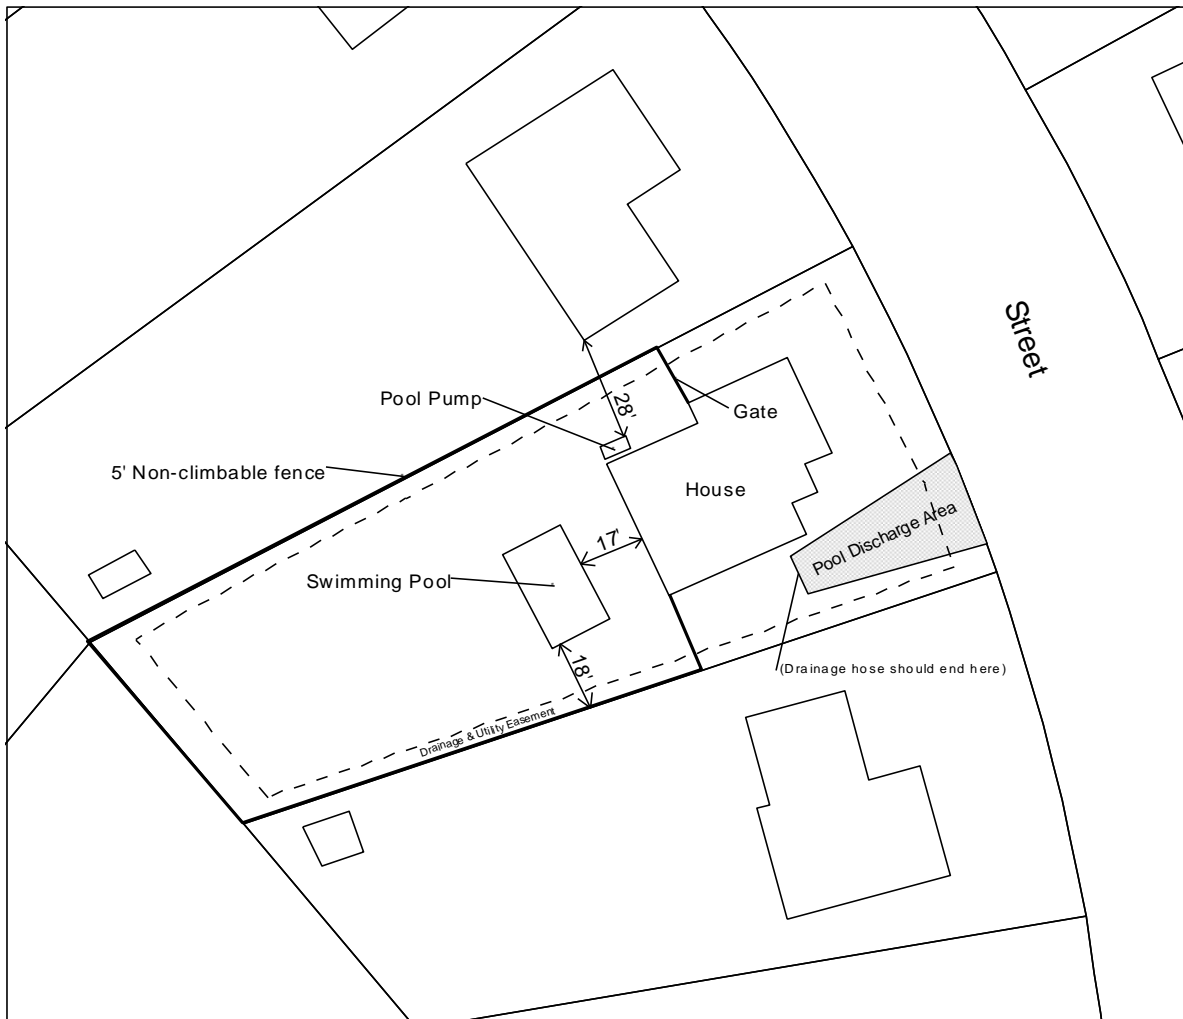 Street
Pool Pump
28'
Gate
5' Non-climbable fence
House
17'
Pool Discharge Area
Swimming Pool
18'
(Drainage hose should end here)
Drainage & Utility Easement